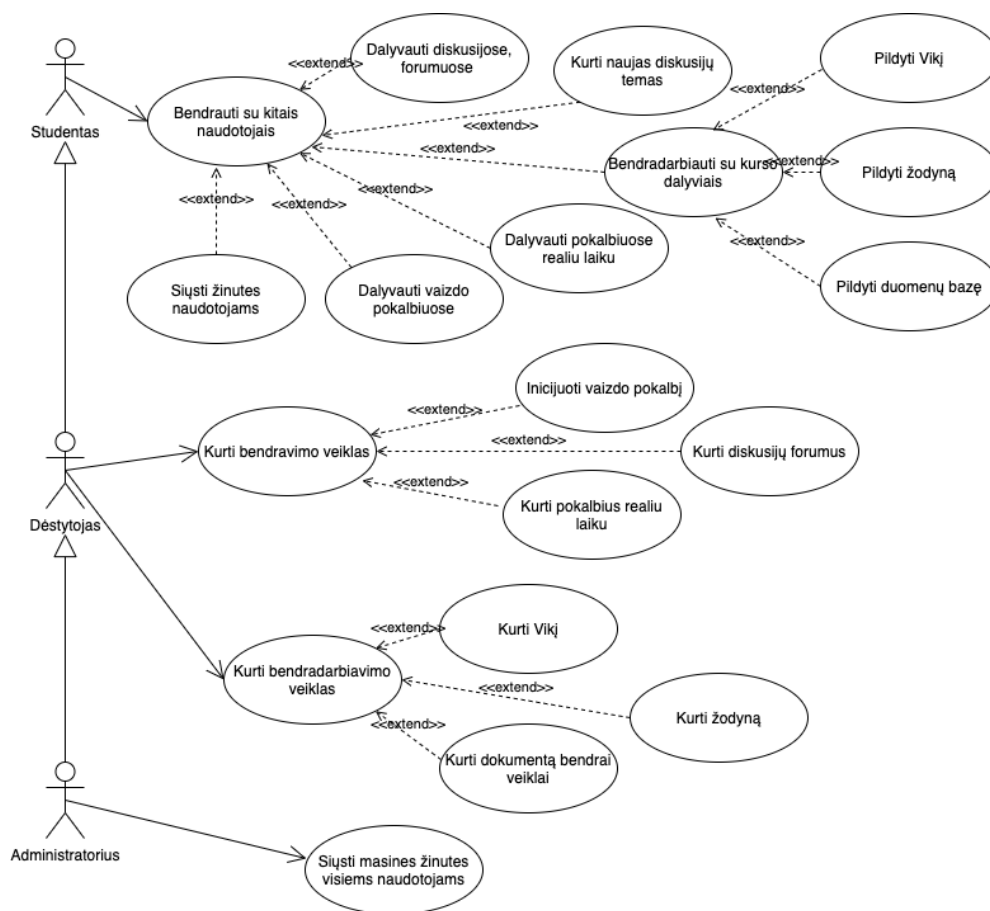 Dalyvauti diskusijose,
forumuose
<<extend>>
Kurti naujas diskusijų
temas
Pildyti Vikį
Studentas
Bendrauti su kitais
naudotojais
<<extend>>
<<extend>>
<<extend>>
Bendradarbiauti su kurso
dalyviais
<<extend>>
Pildyti žodyną
<<extend>>
<<extend>>
<<extend>>
<<extend>>
Dalyvauti pokalbiuose
realiu laiku
Siųsti žinutes
naudotojams
Dalyvauti vaizdo
pokalbiuose
Pildyti duomenų bazę
Inicijuoti vaizdo pokalbį
<<extend>>
Dėstytojas
Kurti bendravimo veiklas
<<extend>>
Kurti diskusijų forumus
<<extend>>
Kurti pokalbius realiu
laiku
<<extend>>
Kurti Vikį
Kurti bendradarbiavimo
veiklas
<<extend>>
Kurti žodyną
<<extend>>
Kurti dokumentą bendrai
veiklai
Administratorius
Siųsti masines žinutes
visiems naudotojams